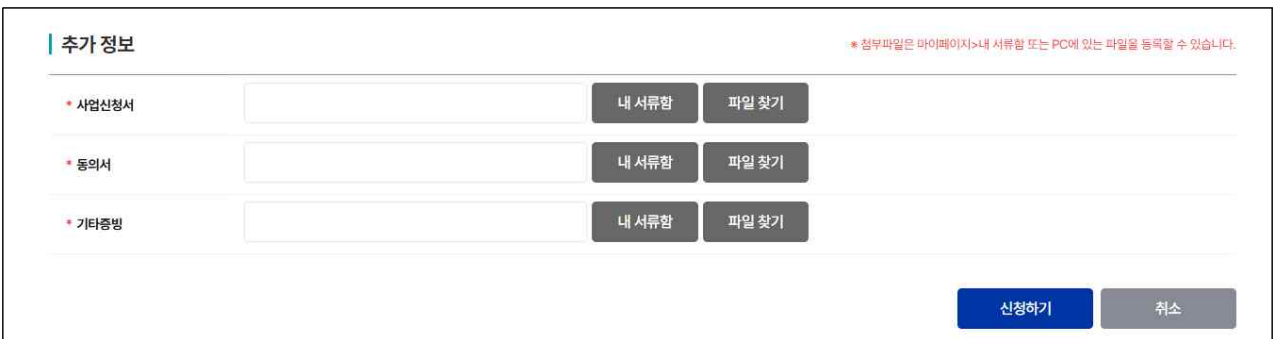 추가 정보
* 첨부파일은 마이페이지>내 서류함 또는 PC에 있는 파일을 등록할 수 있습니다.
* 사업신청서 내 서류함 파일 찾기
* 동의서 내 서류함 파일 찾기
* 기타증빙 내 서류함 파일 찾기
신청하기 취소